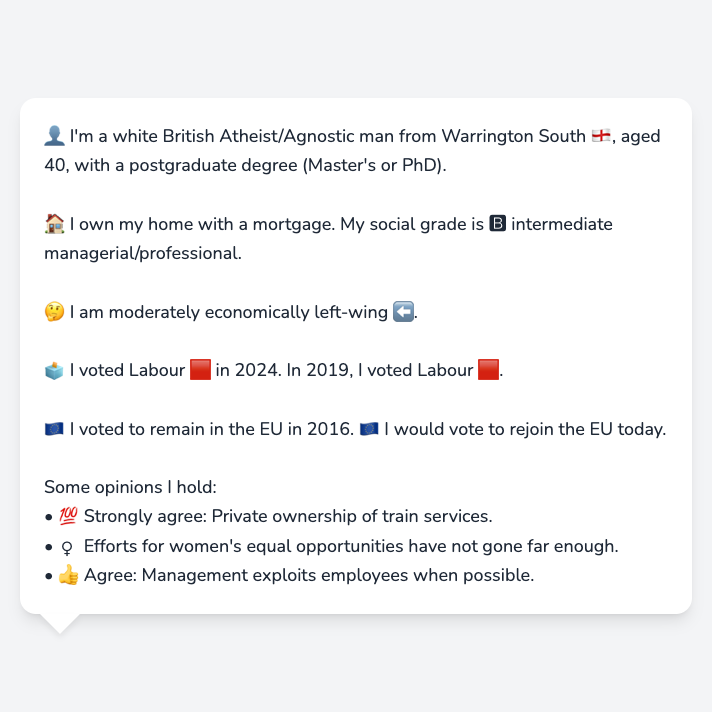 👤 I'm a white British Atheist/Agnostic man from Warrington South 🏴󠁧󠁢󠁥󠁮󠁧󠁿, aged
40, with a postgraduate degree (Master's or PhD).
🏠 I own my home with a mortgage. My social grade is 🅱 intermediate
managerial/professional.
🤔 I am moderately economically left-wing ⬅️.
🗳️ I voted Labour 🟥 in 2024. In 2019, I voted Labour 🟥.
🇪🇺 I voted to remain in the EU in 2016. 🇪🇺 I would vote to rejoin the EU today.
Some opinions I hold:
• 💯 Strongly agree: Private ownership of train services.
• ♀ Efforts for women's equal opportunities have not gone far enough.
• 👍 Agree: Management exploits employees when possible.